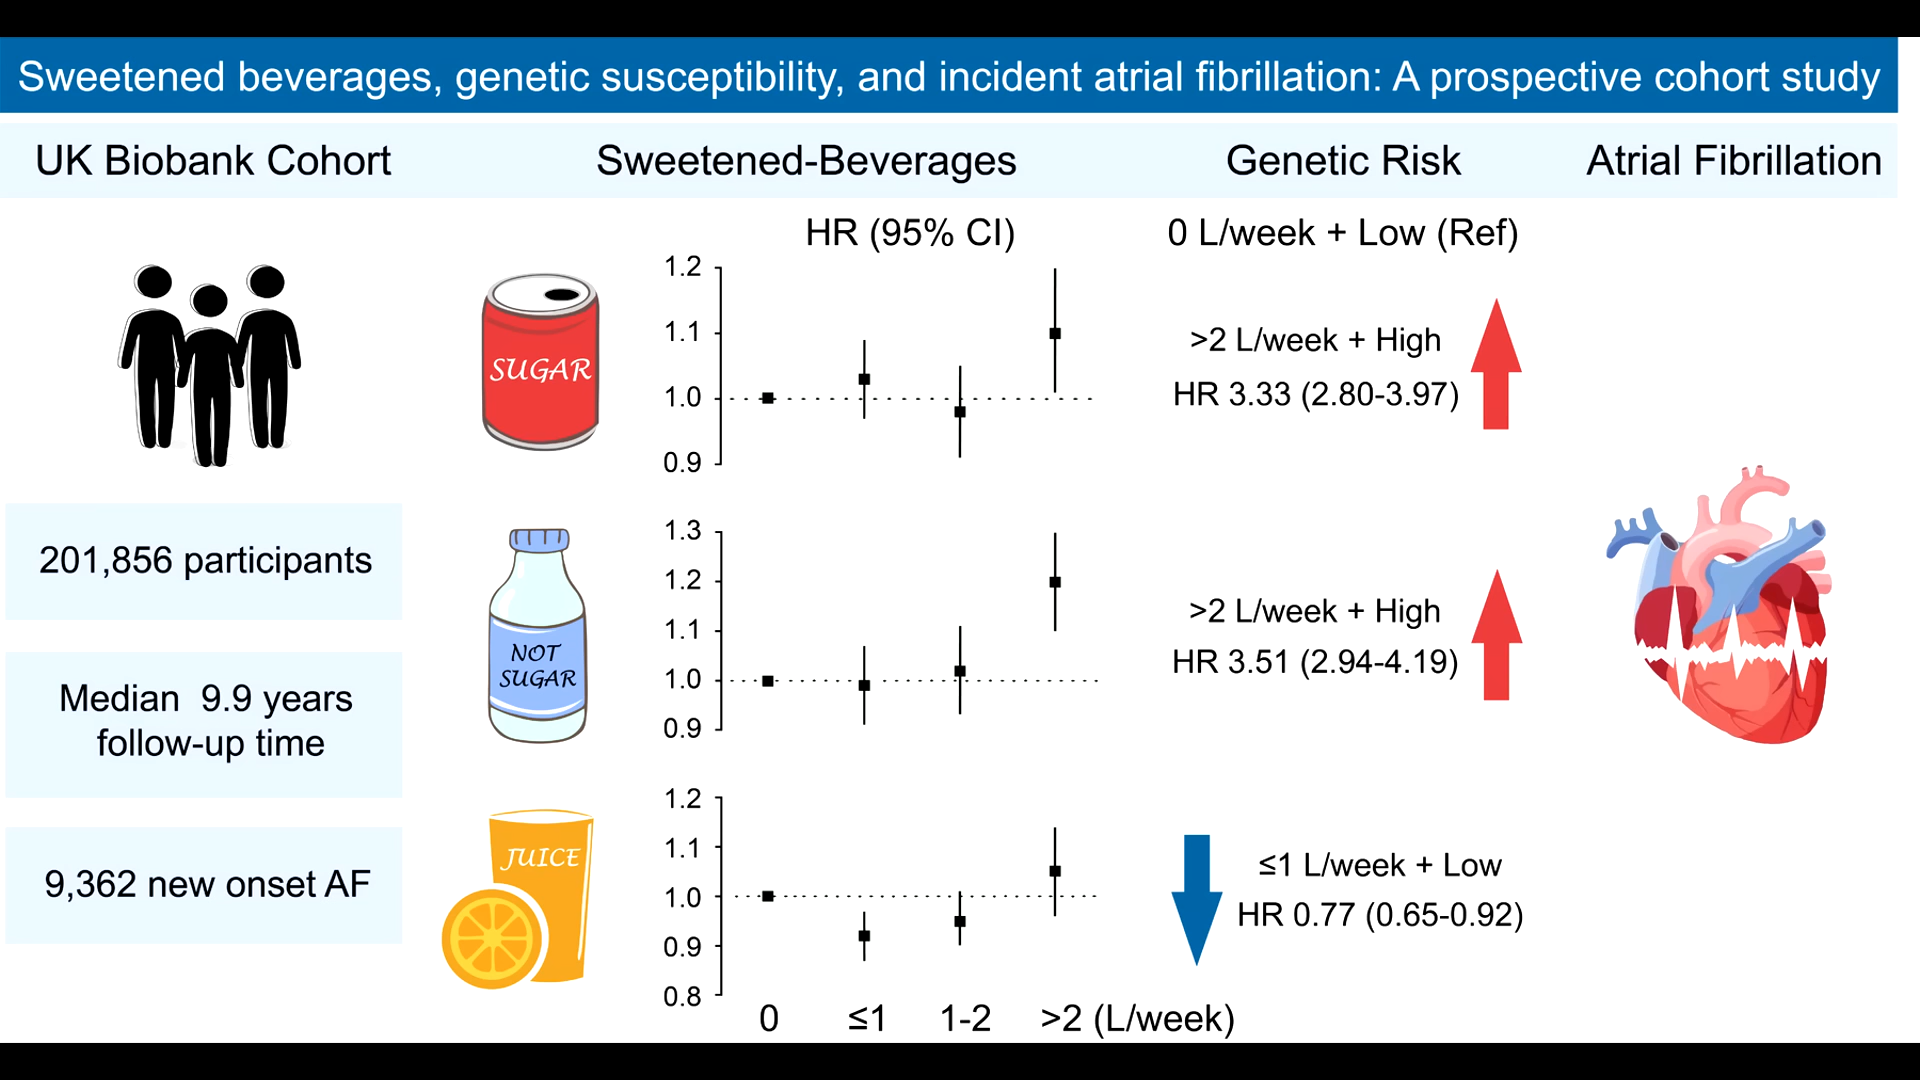 Sweetened beverages, genetic susceptibility, and incident atrial fibrillation: A prospective cohort study
UK Biobank Cohort
Sweetened-Beverages
Genetic Risk
Atrial Fibrillation
201,856 participants
Median 9.9 years
follow-up time
9,362 new onset AF
HR (95% CI)
SUGAR
1.2
1.1
1.0
0.9
NOT
SUGAR
1.3
1.2
1.1
1.0
0.9
JUICE
1.2
1.1
1.0
0.9
0.8
0 ≤1 1-2 >2 (L/week)
0 L/week + Low (Ref)
>2 L/week + High
HR 3.33 (2.80-3.97)
>2 L/week + High
HR 3.51 (2.94-4.19)
≤1 L/week + Low
HR 0.77 (0.65-0.92)